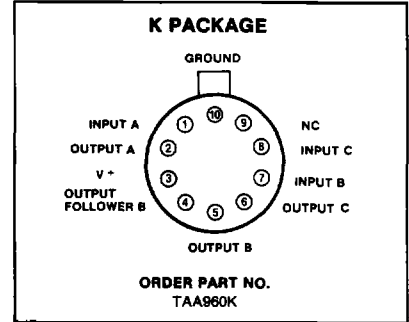 K PACKAGE
GROUND
INPUT A
OUTPUT A
V +
OUTPUT
FOLLOWER B
10
1
2
3
4
5
6
7
8
9
NC
INPUT C
INPUT B
OUTPUT C
OUTPUT B
ORDER PART NO.
TAA960K